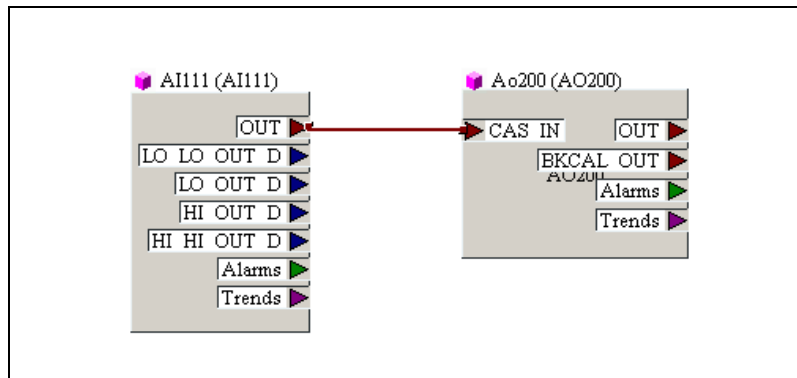 AI111 (AI111)
OUT
LO LO OUT D
LO OUT D
HI OUT D
HI HI OUT D
Alarms
Trends
Ao200 (AO200)
CAS IN
OUT
BKCAL OUT
AO200
Alarms
Trends